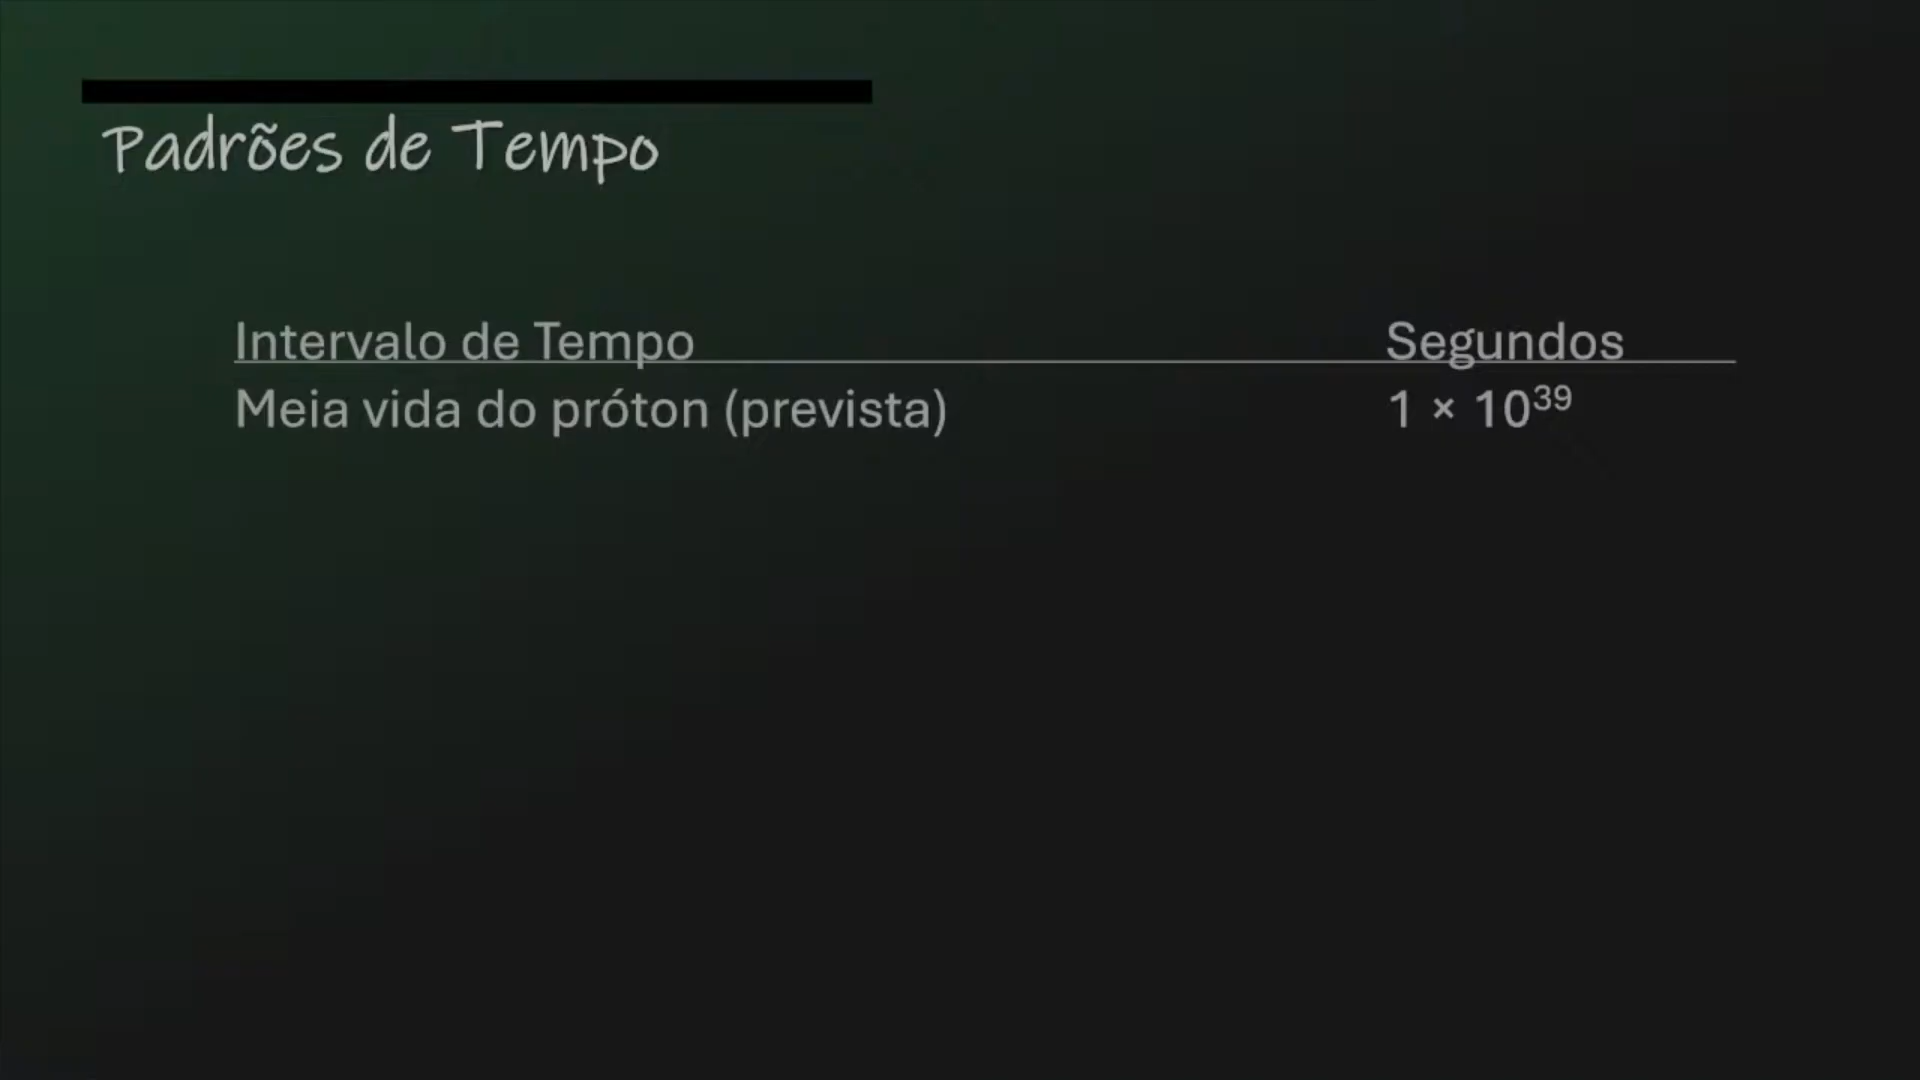 Padrões de Tempo
Intervalo de Tempo Segundos
Meia vida do próton (prevista) 1 × 10³⁹